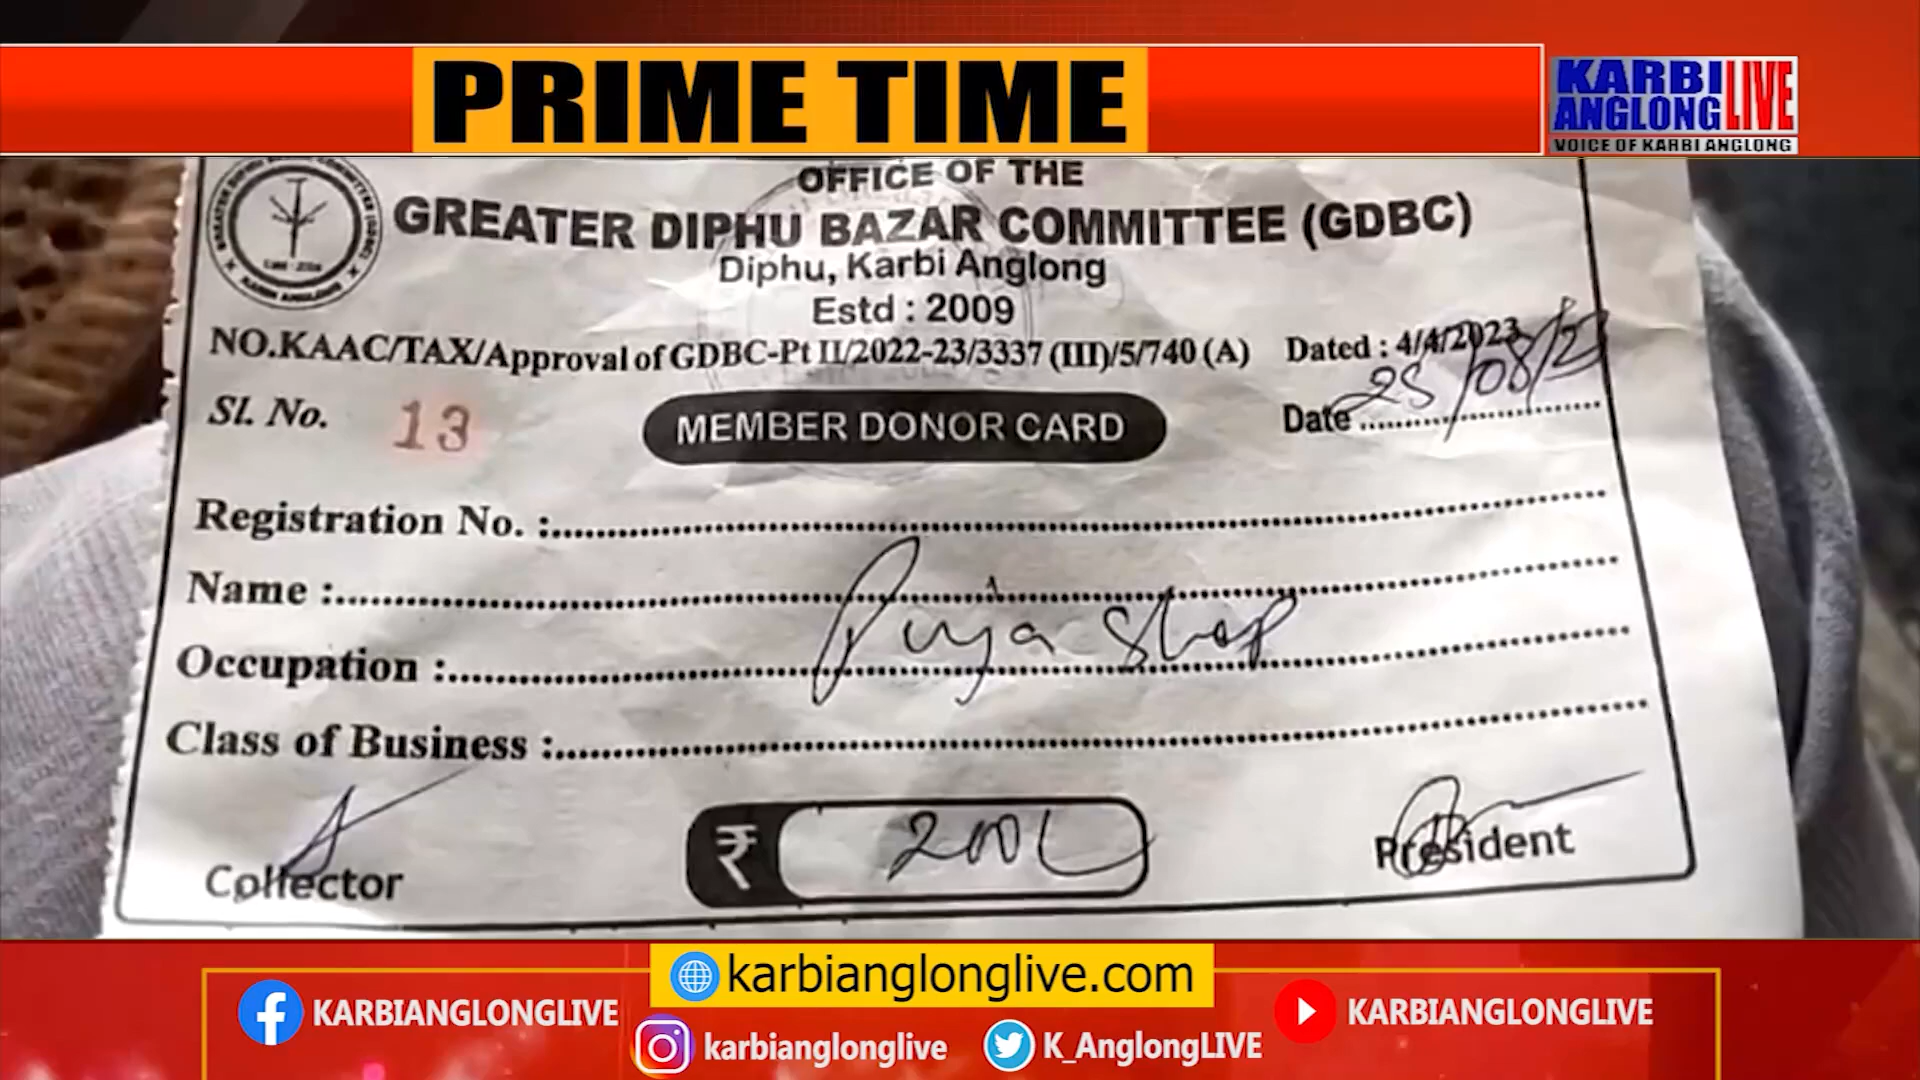 PRIME TIME
KARBI
ANGLONG LIVE
VOICE OF KARBI ANGLONG
OFFICE OF THE
GREATER DIPHU BAZAR COMMITTEE (GDBC)
Diphu, Karbi Anglong
Estd : 2009
NO.KAAC/TAX/Approval of GDBC-Pt II/2022-23/3337 (III)/5/740 (A) Dated : 4/4/2023
Sl. No. 13 MEMBER DONOR CARD Date 25/08/2
Registration No. :
Name : Puja Shop
Occupation :
Class of Business :
Collector ₹ 200 President
karbianglonglive.com
KARBIANGLONGLIVE
karbianglonglive
K_AnglongLIVE
KARBIANGLONGLIVE